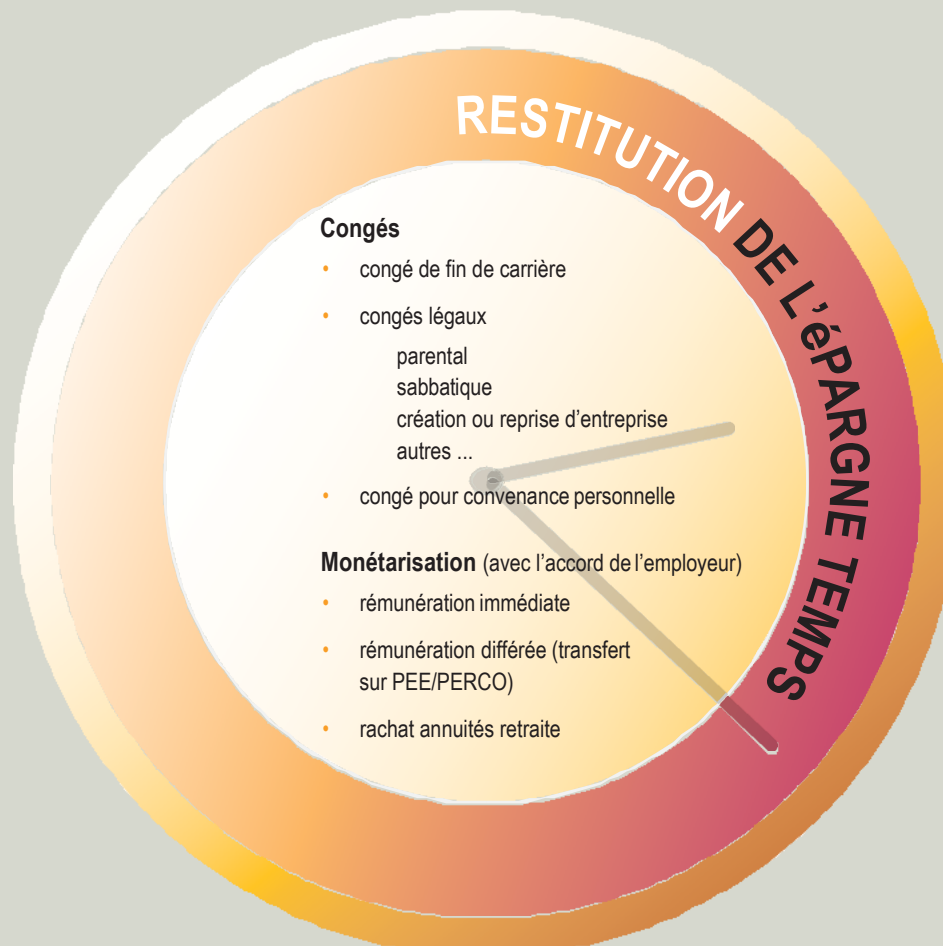 RESTITUTION DE L'éPARGNE TEMPS
Congés
• congé de fin de carrière
• congés légaux
parental
sabbatique
création ou reprise d'entreprise
autres ...
• congé pour convenance personnelle
Monétarisation (avec l'accord de l'employeur)
• rémunération immédiate
• rémunération différée (transfert
sur PEE/PERCO)
• rachat annuités retraite